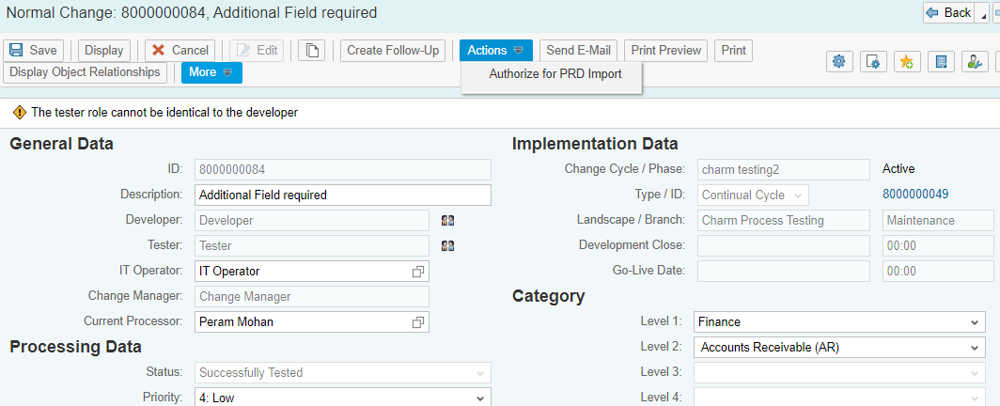 Normal Change: 8000000084, Additional Field required
Back
Save Display Cancel Edit Create Follow-Up Actions Send E-Mail Print Preview Print
Authorize for PRD Import
Display Object Relationships More
The tester role cannot be identical to the developer
General Data
ID: 8000000084
Description: Additional Field required
Developer: Developer
Tester: Tester
IT Operator: IT Operator
Change Manager: Change Manager
Current Processor: Peram Mohan
Processing Data
Status: Successfully Tested
Priority: 4: Low
Implementation Data
Change Cycle / Phase: charm testing2 Active
Type / ID: Continual Cycle 8000000049
Landscape / Branch: Charm Process Testing Maintenance
Development Close: 00:00
Go-Live Date: 00:00
Category
Level 1: Finance
Level 2: Accounts Receivable (AR)
Level 3:
Level 4: